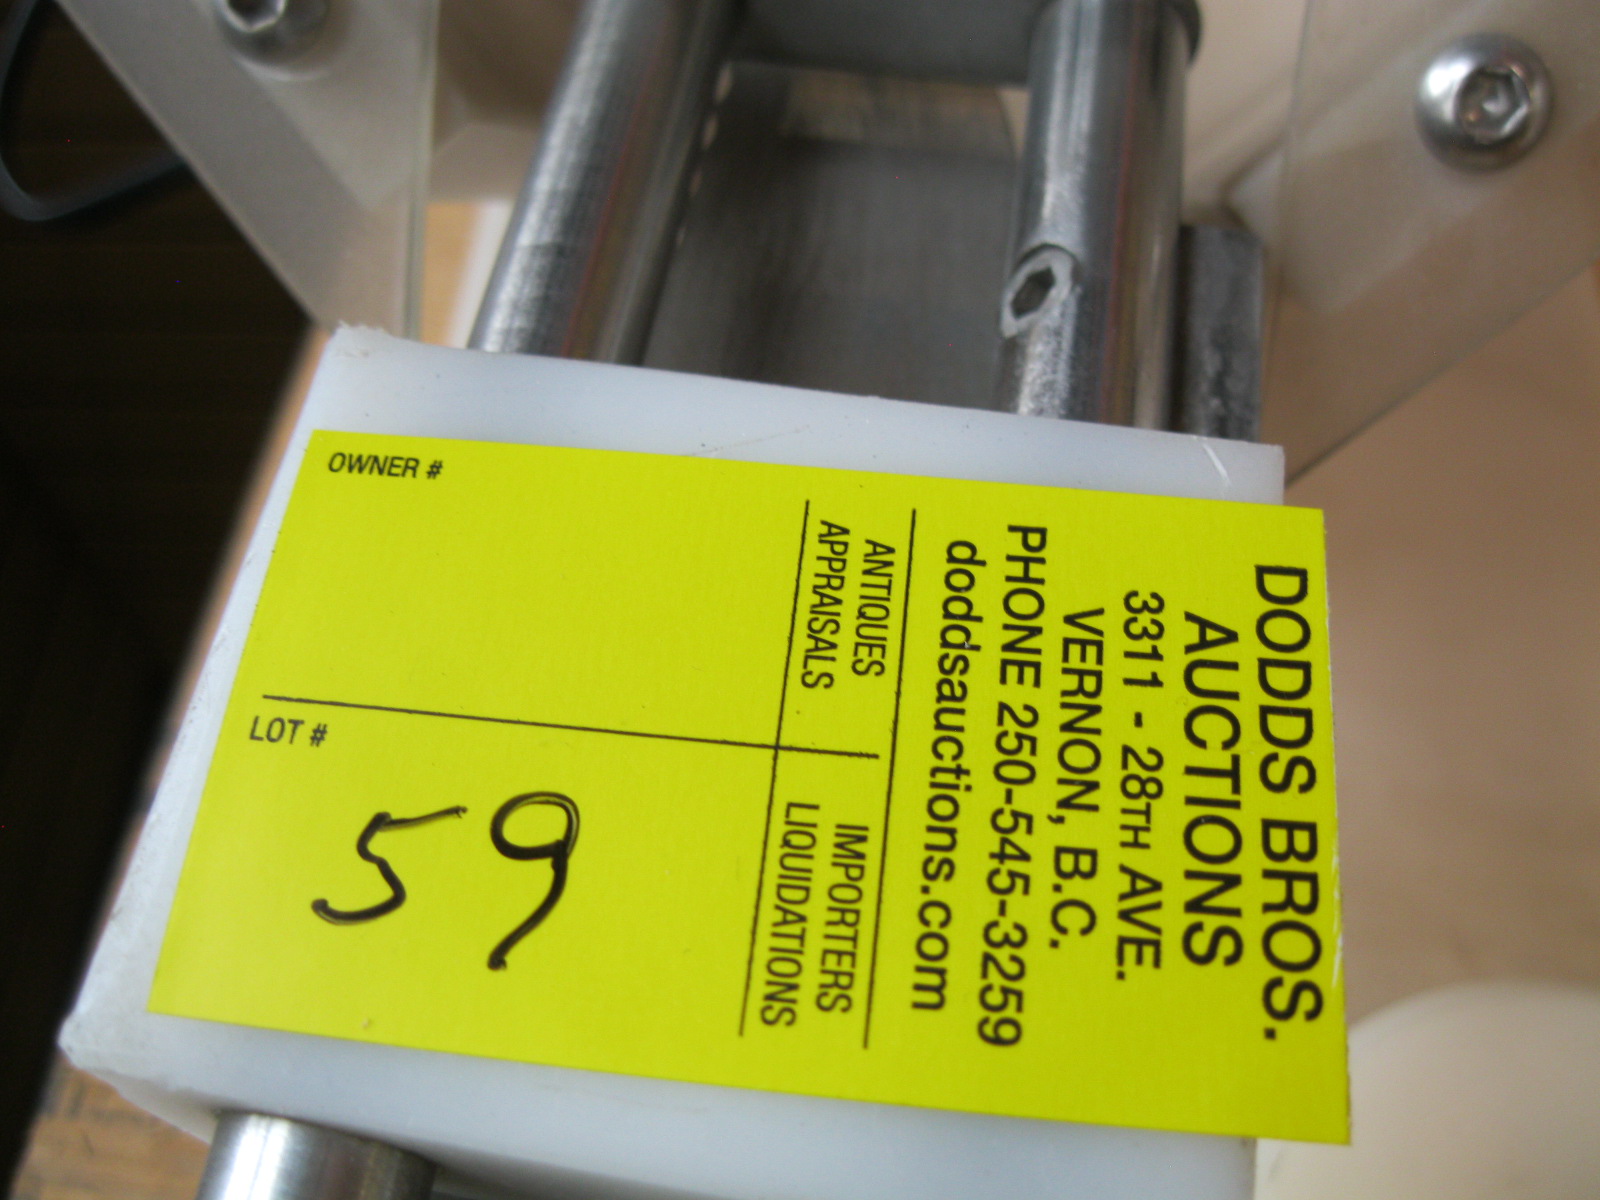 DODDS BROS.
AUCTIONS
3311 - 28TH AVE.
VERNON, B.C.
PHONE 250-545-3259
doddsauctions.com
ANTIQUES
APPRAISALS
IMPORTERS
LIQUIDATIONS
OWNER #
LOT #
59